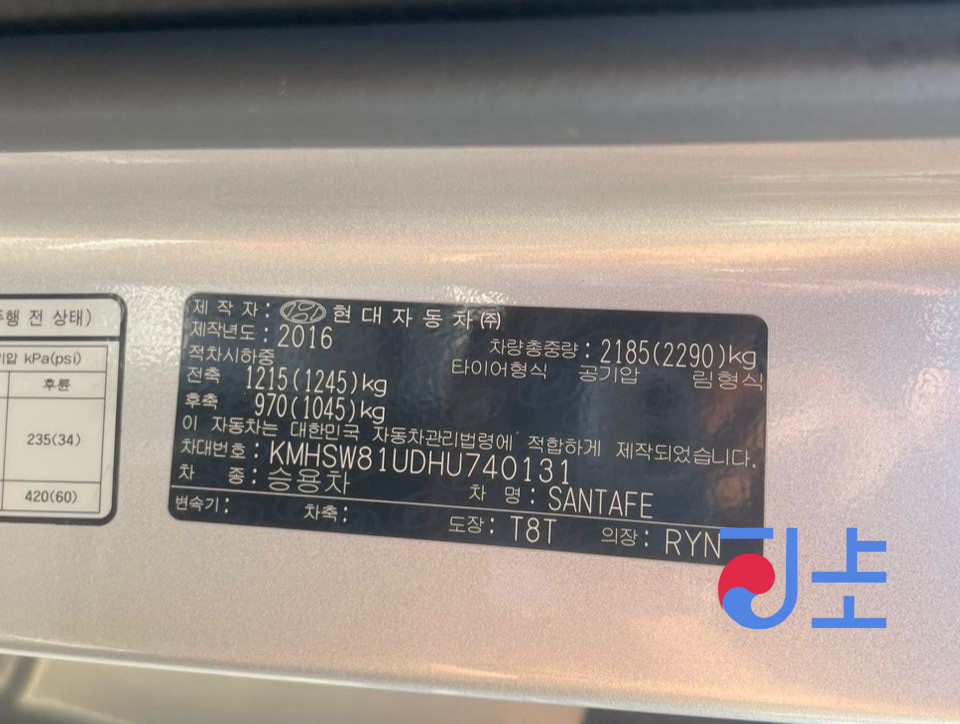 행 전 상태)
기압 kPa(psi)
후륜
235(34)
420(60)
제 작 자 : 현대자동차㈜
제작년도 : 2016
차량총중량 : 2185(2290)kg
적차시하중
타이어형식 공기압 림형식
전축 1215(1245)kg
후축 970(1045)kg
이 자동차는 대한민국 자동차관리법령에 적합하게 제작되었습니다.
차대번호 : KMHSW81UDHU740131
차 종 : 승용차
차 명 : SANTAFE
변속기 : 차축 : 도장 : T8T 의장 : RYN